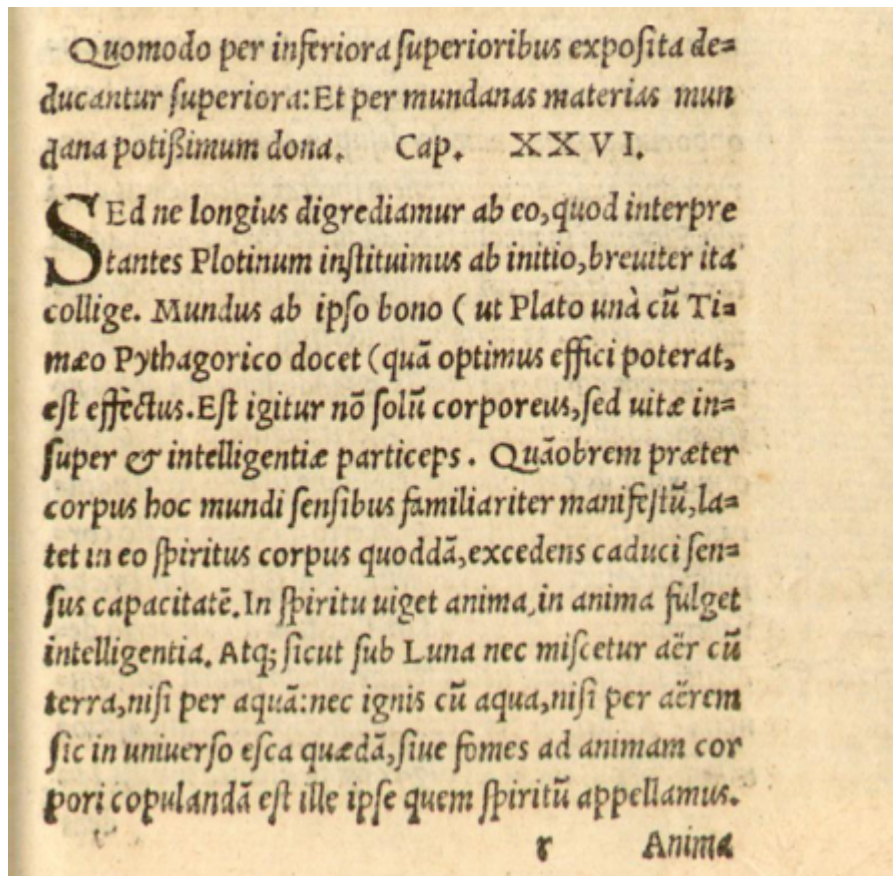 Quomodo per inferiora ſuperioribus expoſita de=
ducantur ſuperiora: Et per mundanas materias mun
dana potißimum dona. Cap. XXVI.
SEd ne longius digrediamur ab eo, quod interpre
tantes Plotinum inſtituimus ab initio, breuiter ita
collige. Mundus ab ipſo bono ( ut Plato unà cũ Ti=
mæo Pythagorico docet (quã optimus effici poterat,
eſt effectus. Eſt igitur nõ ſolũ corporeus, ſed uitæ in=
ſuper & intelligentiæ particeps. Quãobrem præter
corpus hoc mundi ſenſibus familiariter manifeſtũ, la=
tet in eo ſpiritus corpus quoddã, excedens caduci ſen=
ſus capacitatẽ. In ſpiritu uiget anima, in anima fulget
intelligentia. Atq; ſicut ſub Luna nec miſcetur aër cũ
terra, niſi per aquã: nec ignis cũ aqua, niſi per aërem
ſic in uniuerſo eſca quædã, ſiue fomes ad animam cor
pori copulandã eſt ille ipſe quem ſpiritũ appellamus.
r Anima